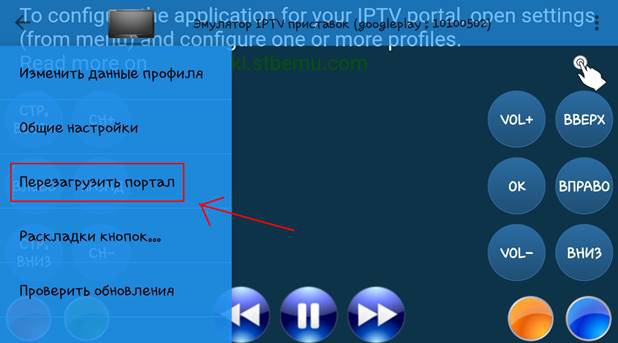 To configure the application for your IPTV portal, open settings
Эмулятор IPTV приставок (googleplay : 10100502)
(from menu) and configure one or more profiles.
Read more on
kl.stbemu.com
Изменить данные профиля
Общие настройки
Перезагрузить портал
Раскладки кнопок...
Проверить обновления
СТР.
CH+
СТР.
ВНИЗ
CH-
VOL+
ВВЕРХ
OK
ВПРАВО
VOL-
ВНИЗ